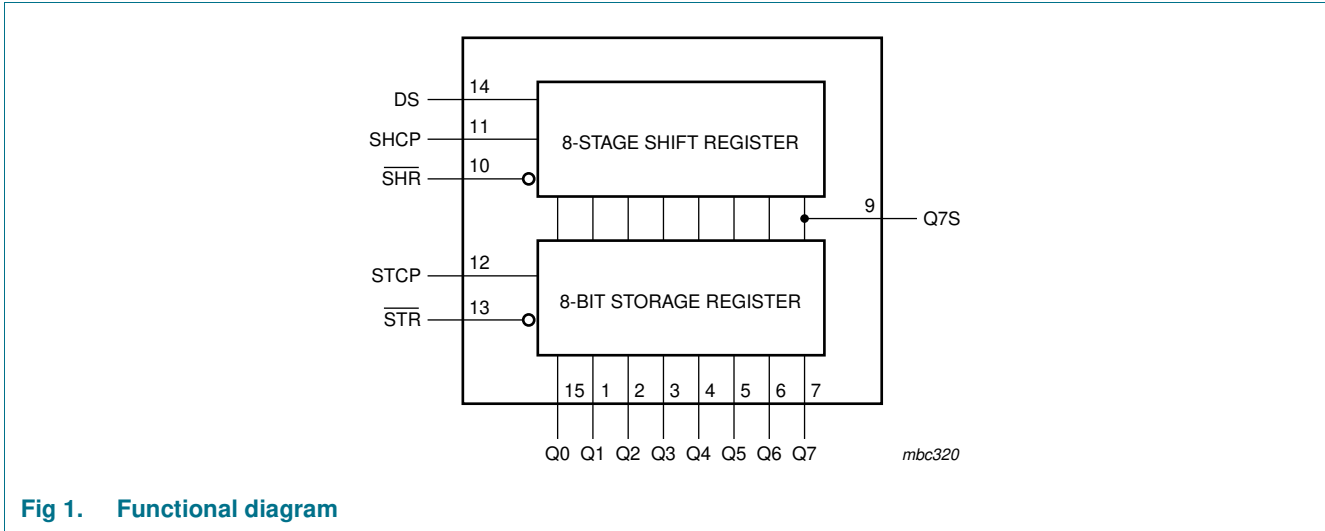 DS
14
SHCP
11
8-STAGE SHIFT REGISTER
S̅H̅R̅
10
9
Q7S
STCP
12
8-BIT STORAGE REGISTER
S̅T̅R̅
13
15 1 2 3 4 5 6 7
Q0 Q1 Q2 Q3 Q4 Q5 Q6 Q7
mbc320
Fig 1. Functional diagram